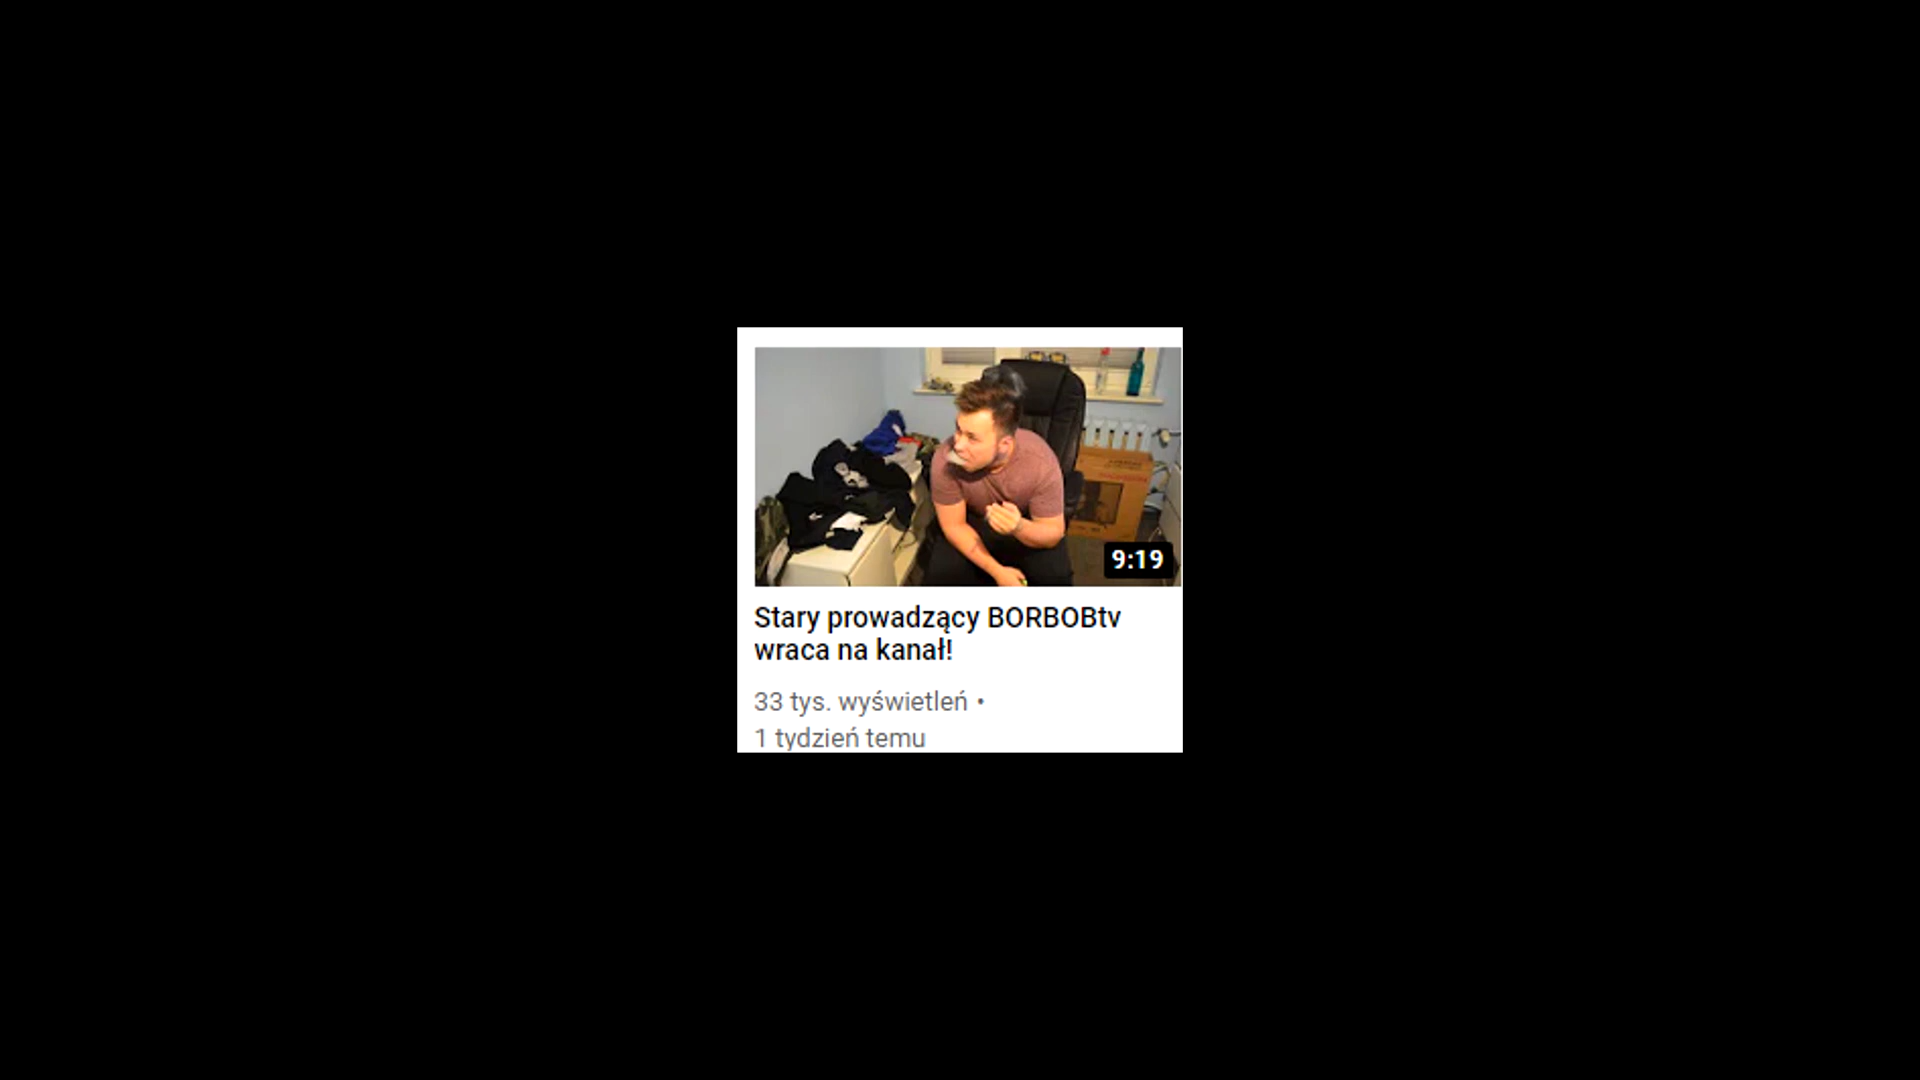 9:19
Stary prowadzący BORBOBtv
wraca na kanał!
33 tys. wyświetleń •
1 tydzień temu